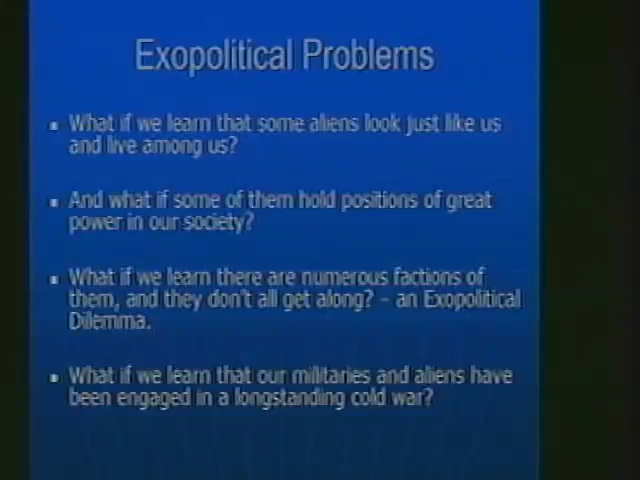 Exopolitical Problems
▪ What if we learn that some aliens look just like us
and live among us?
▪ And what if some of them hold positions of great
power in our society?
▪ What if we learn there are numerous factions of
them, and they don't all get along? - an Exopolitical
Dilemma.
▪ What if we learn that our militaries and aliens have
been engaged in a longstanding cold war?